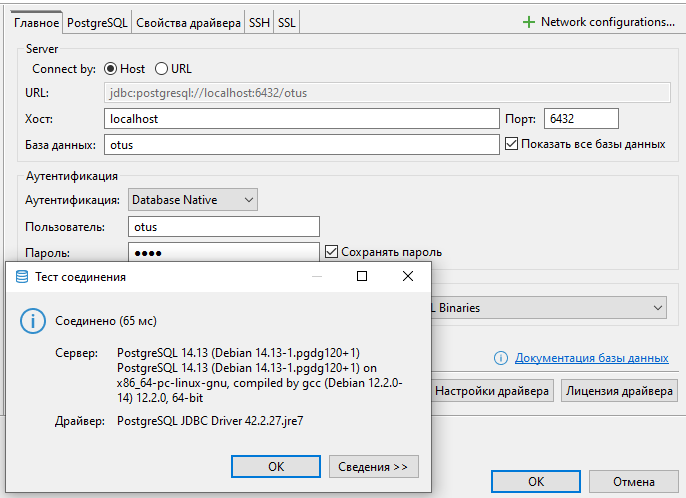 Главное PostgreSQL Свойства драйвера SSH SSL Network configurations...
Server
Connect by: Host URL
URL: jdbc:postgresql://localhost:6432/otus
Хост: localhost Порт: 6432
База данных: otus Показать все базы данных
Аутентификация
Аутентификация: Database Native
Пользователь: otus
Пароль: •••• Сохранять пароль
Тест соединения
Соединено (65 мс)
L Binaries
Сервер: PostgreSQL 14.13 (Debian 14.13-1.pgdg120+1)
PostgreSQL 14.13 (Debian 14.13-1.pgdg120+1) on
x86_64-pc-linux-gnu, compiled by gcc (Debian 12.2.0-
14) 12.2.0, 64-bit
Документация базы данных
Драйвер: PostgreSQL JDBC Driver 42.2.27.jre7
Настройки драйвера Лицензия драйвера
OK Сведения >>
OK Отмена